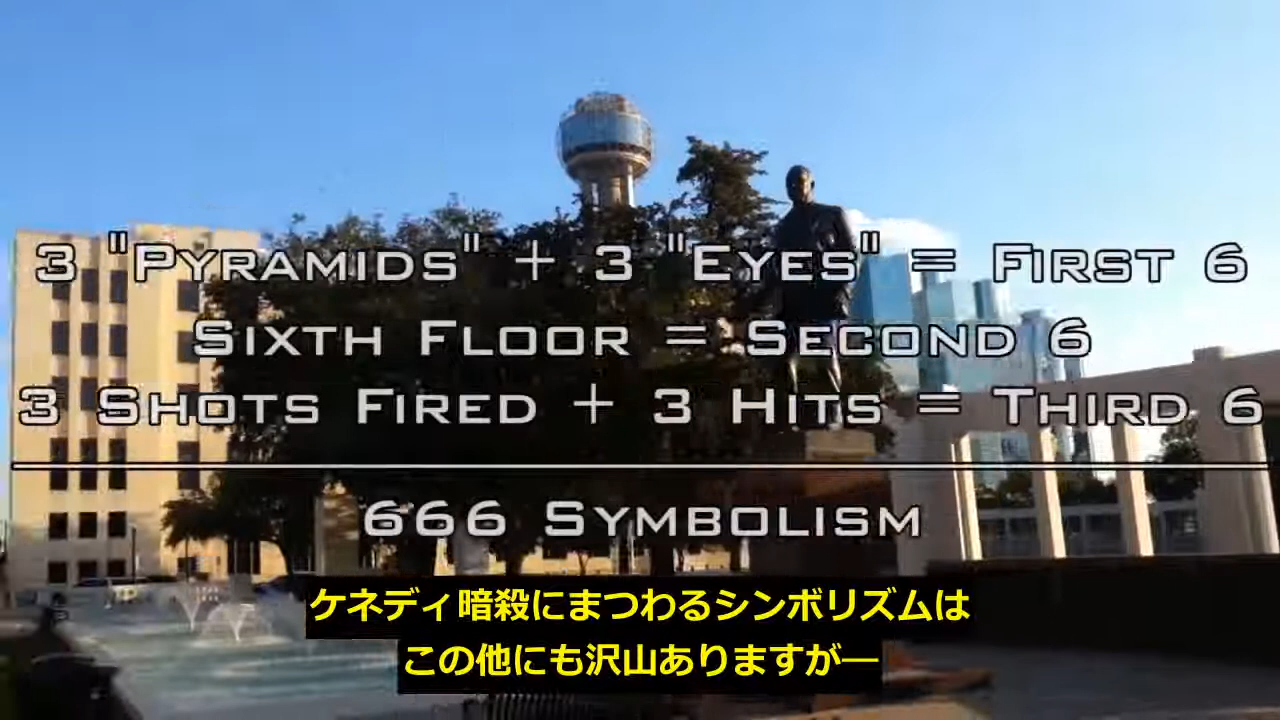 3 "Pyramids" + 3 "Eyes" = First 6
Sixth Floor = Second 6
3 Shots Fired + 3 Hits = Third 6
666 Symbolism
ケネディ暗殺にまつわるシンボリズムは
この他にも沢山ありますが―